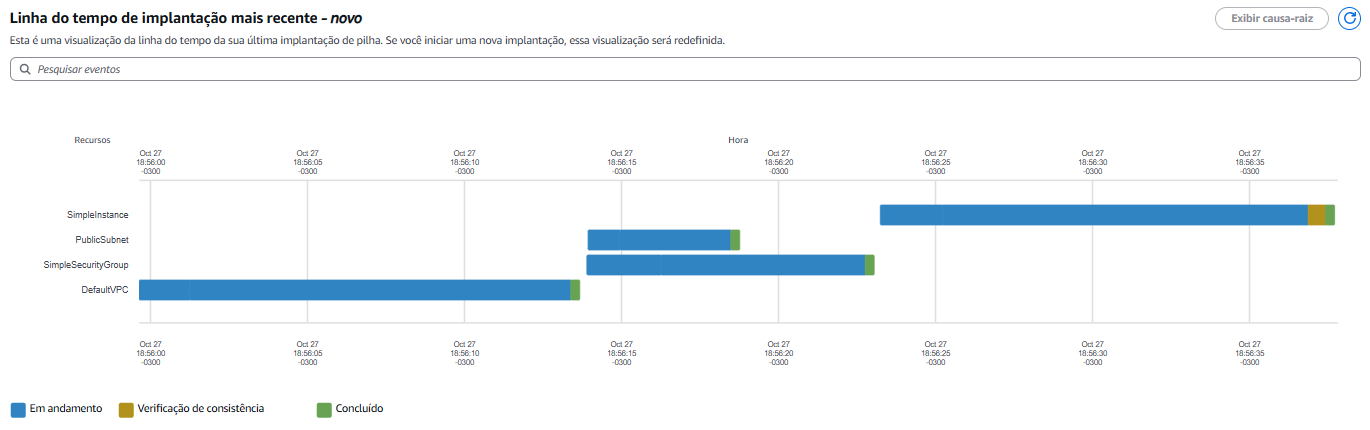 Linha do tempo de implantação mais recente - novo
Exibir causa-raiz
Esta é uma visualização da linha do tempo da sua última implantação de pilha. Se você iniciar uma nova implantação, essa visualização será redefinida.
Pesquisar eventos
Recursos
Hora
Oct 27 Oct 27 Oct 27 Oct 27 Oct 27 Oct 27 Oct 27 Oct 27
18:56:00 18:56:05 18:56:10 18:56:15 18:56:20 18:56:25 18:56:30 18:56:35
-0300 -0300 -0300 -0300 -0300 -0300 -0300 -0300
SimpleInstance
PublicSubnet
SimpleSecurityGroup
DefaultVPC
Oct 27 Oct 27 Oct 27 Oct 27 Oct 27 Oct 27 Oct 27 Oct 27
18:56:00 18:56:05 18:56:10 18:56:15 18:56:20 18:56:25 18:56:30 18:56:35
-0300 -0300 -0300 -0300 -0300 -0300 -0300 -0300
Em andamento
Verificação de consistência
Concluído